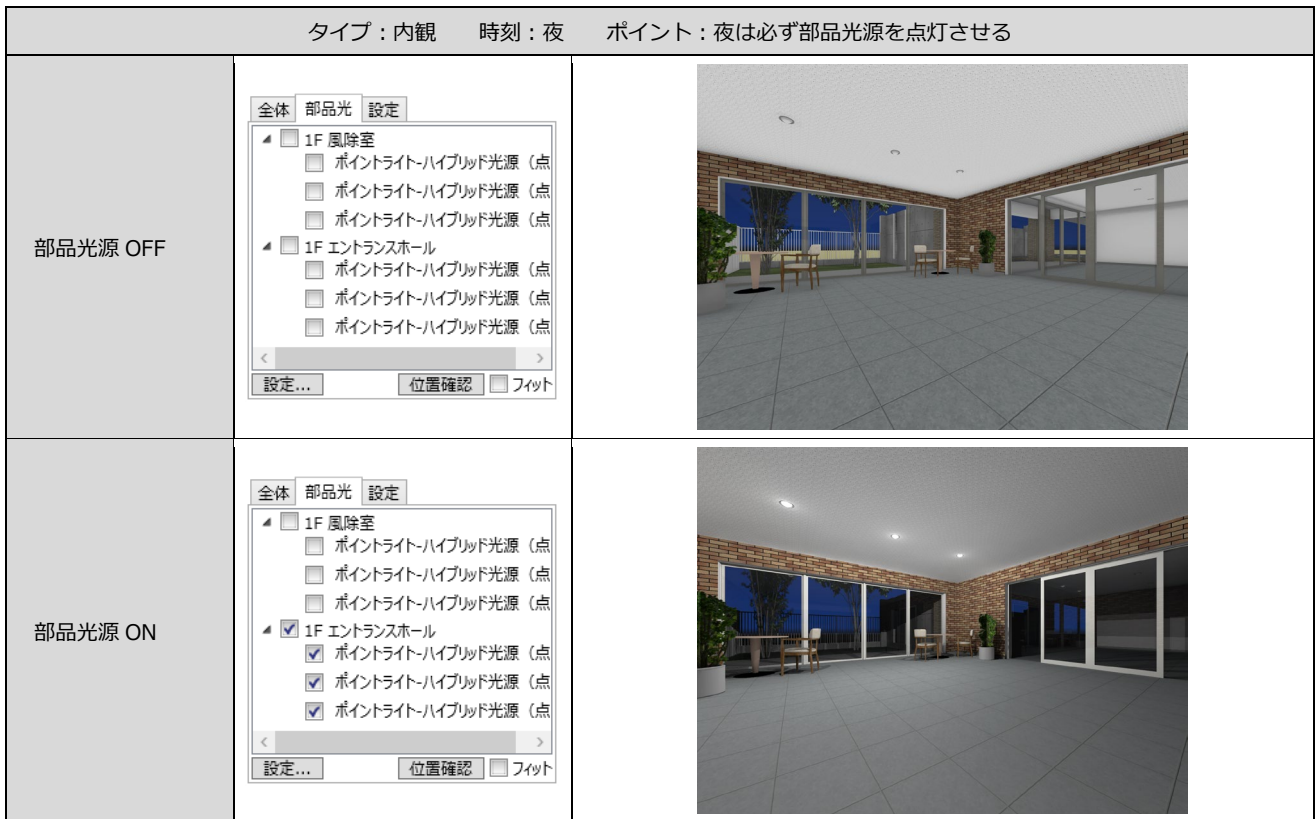 タイプ：内観　　時刻：夜　　ポイント：夜は必ず部品光源を点灯させる
部品光源 OFF
全体 部品光 設定
1F 風除室
ポイントライト-ハイブリッド光源（点
ポイントライト-ハイブリッド光源（点
ポイントライト-ハイブリッド光源（点
1F エントランスホール
ポイントライト-ハイブリッド光源（点
ポイントライト-ハイブリッド光源（点
ポイントライト-ハイブリッド光源（点
設定... 位置確認 フィット
部品光源 ON
全体 部品光 設定
1F 風除室
ポイントライト-ハイブリッド光源（点
ポイントライト-ハイブリッド光源（点
ポイントライト-ハイブリッド光源（点
1F エントランスホール
ポイントライト-ハイブリッド光源（点
ポイントライト-ハイブリッド光源（点
ポイントライト-ハイブリッド光源（点
設定... 位置確認 フィット